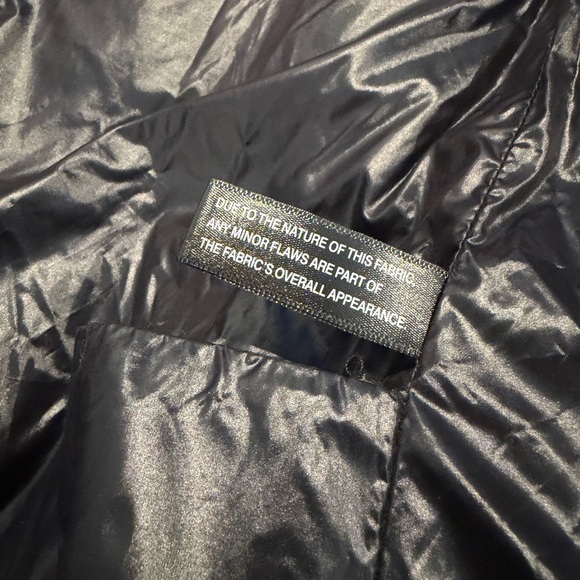 DUE TO THE NATURE OF THIS FABRIC,
ANY MINOR FLAWS ARE PART OF
THE FABRIC'S OVERALL APPEARANCE.